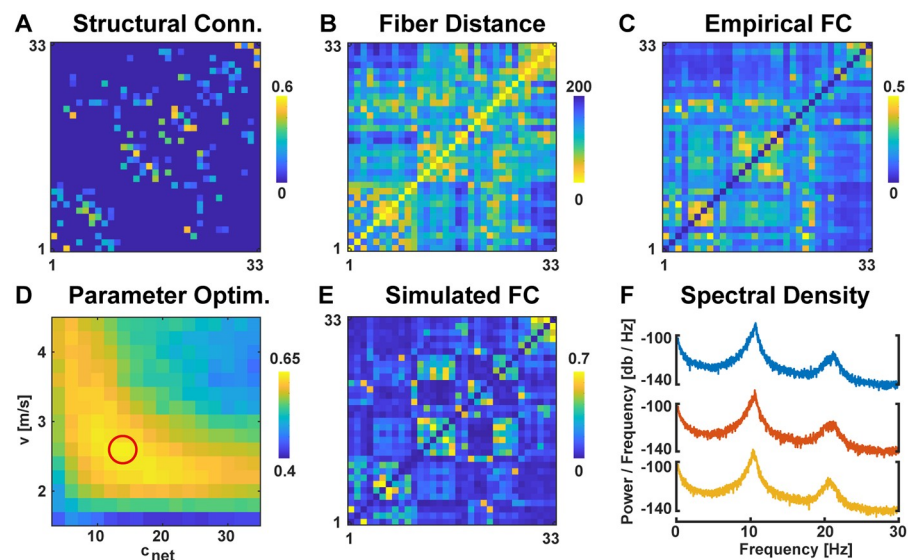 A Structural Conn.
33
0.6
0
1
1 33
B Fiber Distance
33
200
0
1
1 33
C Empirical FC
33
0.5
0
1
1 33
D Parameter Optim.
v [m/s]
4
3
2
0.65
0.4
10 20 30
c net
E Simulated FC
33
0.7
0
1
1 33
F Spectral Density
Power / Frequency [db / Hz]
-100
-140
-100
-140
-100
-140
0 10 20 30
Frequency [Hz]